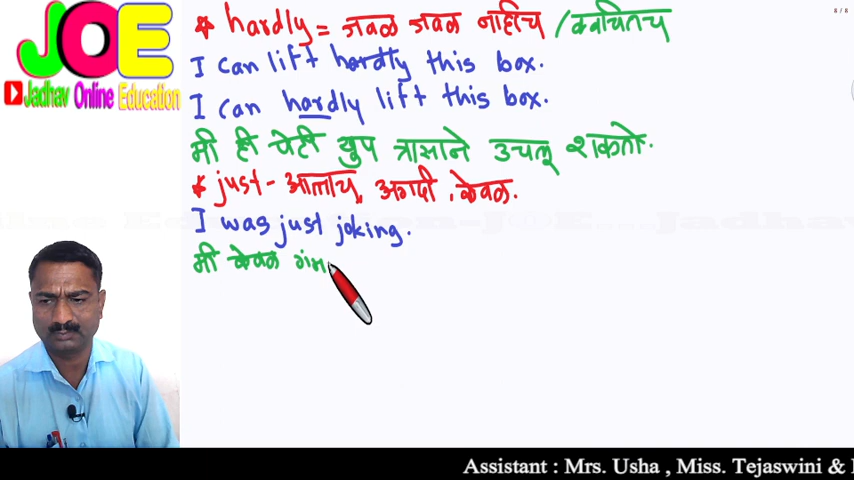 8 / 8
JOE
Jadhav Online Education
* hardly = जवळ जवळ नाहीच / क्वचितच
I can lift hardly this box.
I can hardly lift this box.
मी ही पेटी खुप त्रासाने उचलू शकतो.
* just - आत्ताच, अगदी, केवळ.
I was just joking.
मी केवळ गंम
Assistant : Mrs. Usha , Miss. Tejaswini &